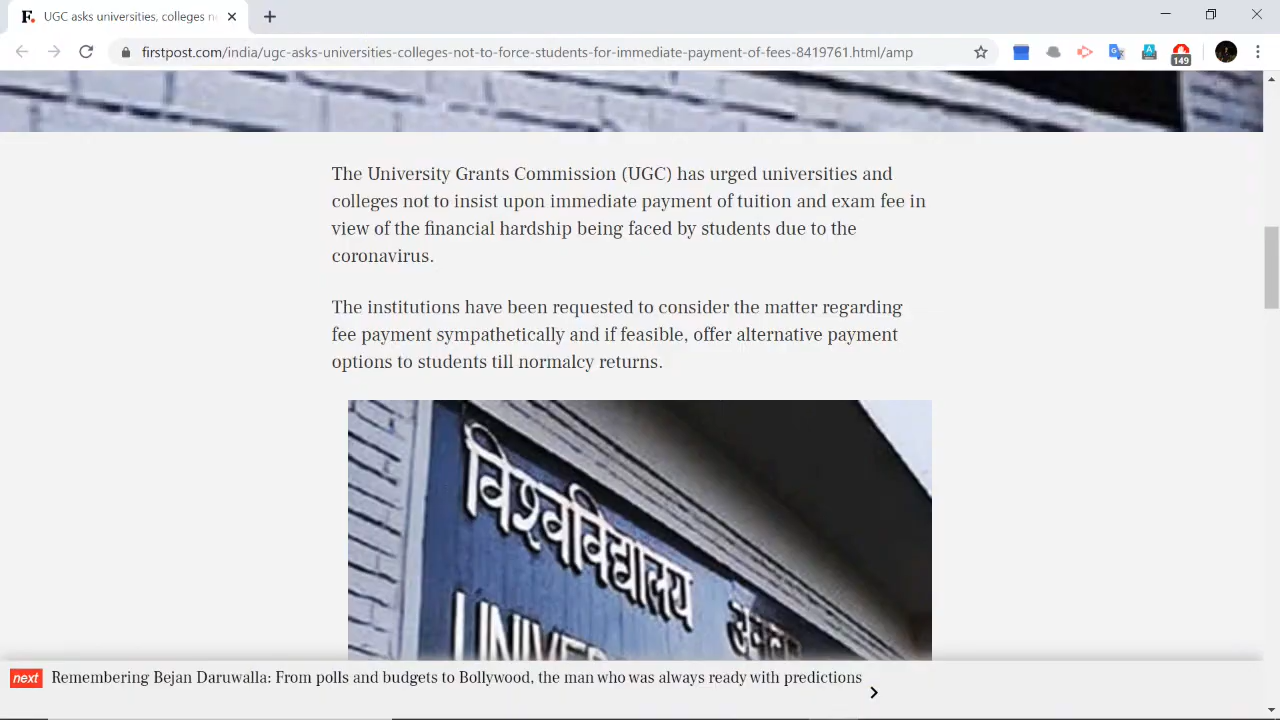 F.
UGC asks universities, colleges n
firstpost.com/india/ugc-asks-universities-colleges-not-to-force-students-for-immediate-payment-of-fees-8419761.html/amp
149
The University Grants Commission (UGC) has urged universities and
colleges not to insist upon immediate payment of tuition and exam fee in
view of the financial hardship being faced by students due to the
coronavirus.
The institutions have been requested to consider the matter regarding
fee payment sympathetically and if feasible, offer alternative payment
options to students till normalcy returns.
विश्वविद्यालय
next Remembering Bejan Daruwalla: From polls and budgets to Bollywood, the man who was always ready with predictions